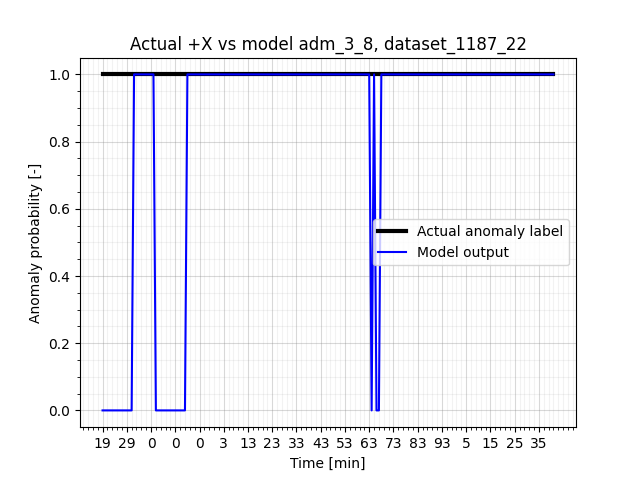 Actual +X vs model adm_3_8, dataset_1187_22
1.0
0.8
0.6
0.4
0.2
0.0
Anomaly probability [-]
Actual anomaly label
Model output
19 29 0 0 0 3 13 23 33 43 53 63 73 83 93 5 15 25 35
Time [min]